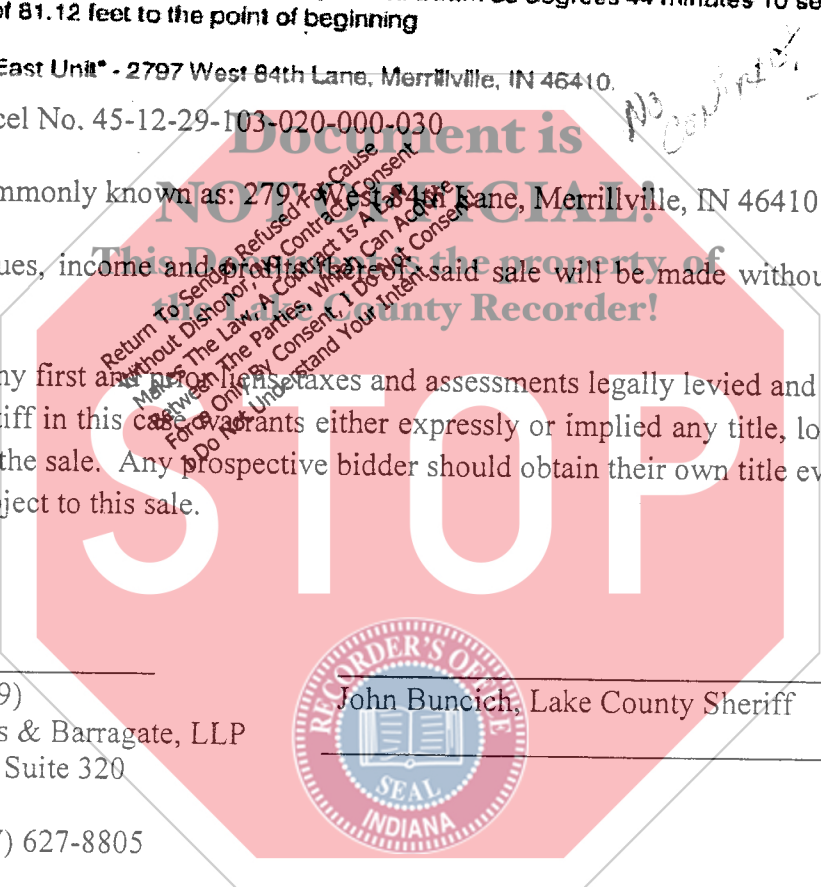 of 81.12 feet to the point of beginning
East Unit" - 2797 West 84th Lane, Merrillville, IN 46410.
No
Contract
cel No. 45-12-29-103-020-000-030
Document is
mmonly known as: 2797 West 84th Lane, Merrillville, IN 46410
NOT OFFICIAL!
ues, income and profits thereof, said sale will be made withou
This Document is the property of
the Lake County Recorder!
Return To Sender, Refused For Cause
Without Dishonor, No Contract, Consent
Makes The Law, A Contract Is A Law
Between The Parties, Which Can Acquire
Force Only By Consent, I Do Not Consent
I Do Not Understand Your Intent
ny first and prior liens, taxes and assessments legally levied and
iff in this case warrants either expressly or implied any title, lo
the sale. Any prospective bidder should obtain their own title ev
ject to this sale.
STOP
9)
s & Barragate, LLP
Suite 320
) 627-8805
John Buncich, Lake County Sheriff
RECORDER'S OFFICE
SEAL
INDIANA